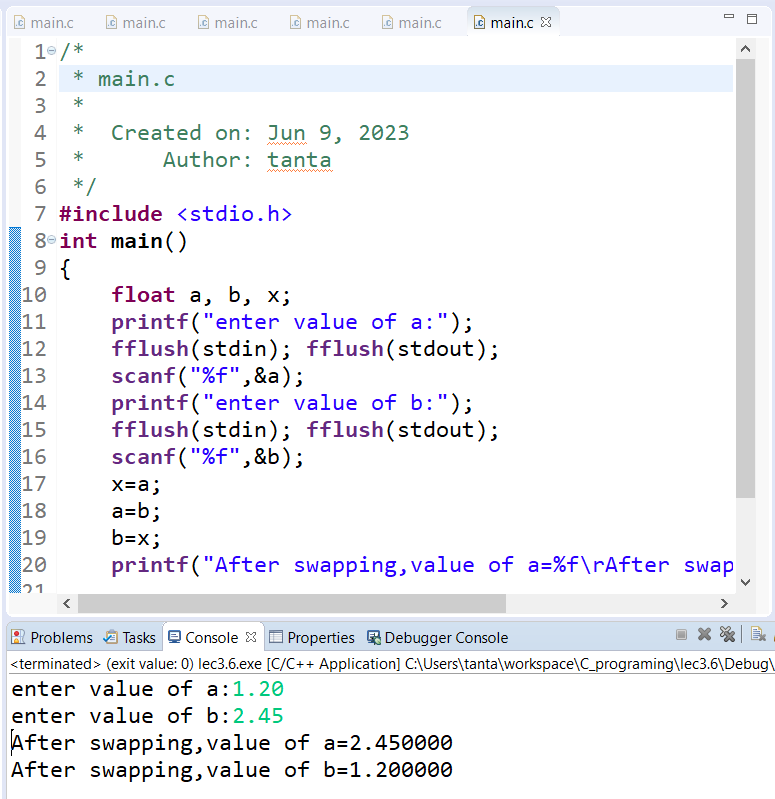 main.c main.c main.c main.c main.c main.c
1 /*
2 * main.c
3 *
4 * Created on: Jun 9, 2023
5 * Author: tanta
6 */
7 #include <stdio.h>
8 int main()
9 {
10 float a, b, x;
11 printf("enter value of a:");
12 fflush(stdin); fflush(stdout);
13 scanf("%f",&a);
14 printf("enter value of b:");
15 fflush(stdin); fflush(stdout);
16 scanf("%f",&b);
17 x=a;
18 a=b;
19 b=x;
20 printf("After swapping,value of a=%f\rAfter swap
21
Problems Tasks Console Properties Debugger Console
<terminated> (exit value: 0) lec3.6.exe [C/C++ Application] C:\Users\tanta\workspace\C_programing\lec3.6\Debug\
enter value of a:1.20
enter value of b:2.45
After swapping,value of a=2.450000
After swapping,value of b=1.200000